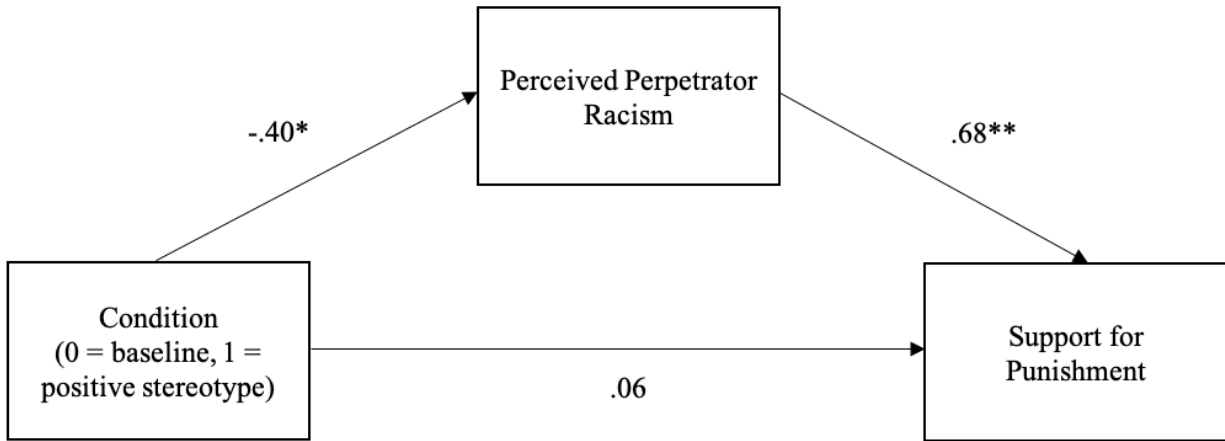 Perceived Perpetrator
Racism
-.40*
.68**
Condition
(0 = baseline, 1 =
positive stereotype)
Support for
Punishment
.06